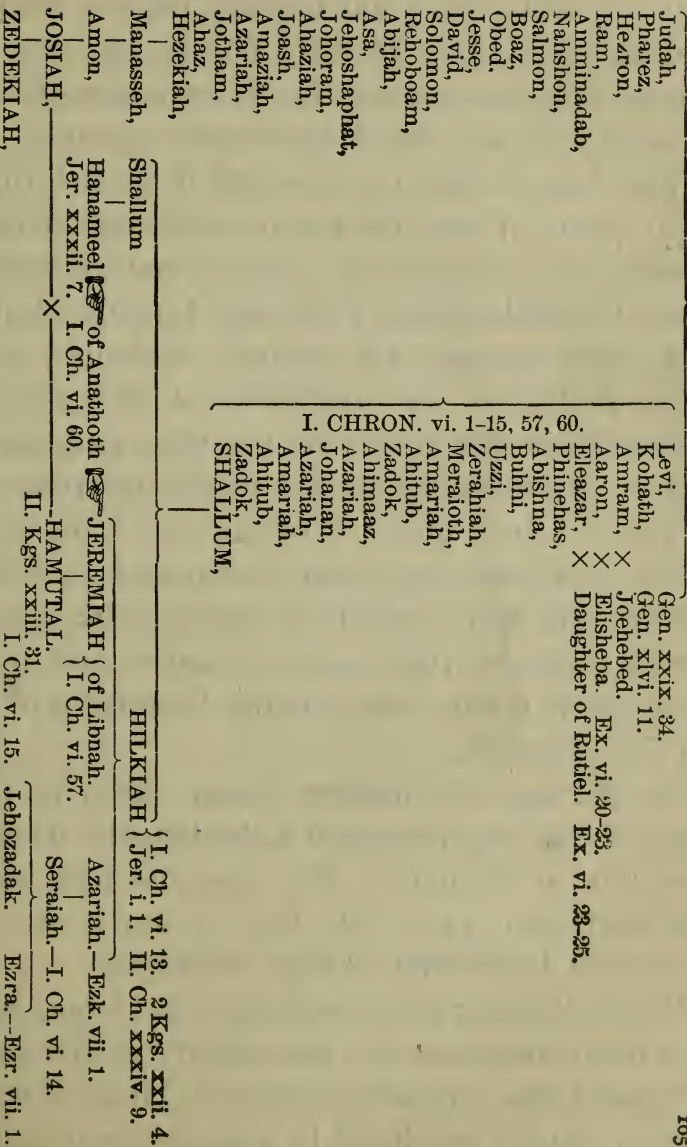 105
Judah,
Pharez,
Hezron,
Ram,
Amminadab,
Nahshon,
Salmon,
Boaz,
Obed.
Jesse,
David,
Solomon,
Rehoboam,
Abijah,
Asa,
Jehoshaphat,
Johoram,
Ahaziah,
Joash,
Amaziah,
Azariah,
Jotham,
Ahaz,
Hezekiah,
Manasseh,
Amon,
JOSIAH,
ZEDEKIAH,
I. CHRON. vi. 1-15, 57, 60.
Levi, Gen. xxix. 34.
Kohath, Gen. xlvi. 11.
Amram, × Joehebed.
Aaron, × Elisheba. Ex. vi. 20-23.
Eleazar, × Daughter of Rutiel. Ex. vi. 23-25.
Phinehas,
Abishna,
Buhhi,
Uzzi,
Zerahiah,
Meraloth,
Amariah,
Ahitub,
Zadok,
Ahimaaz,
Azariah,
Johanan,
Azariah,
Amariah,
Ahitub,
Zadok,
SHALLUM,
Shallum
HILKIAH { I. Ch. vi. 13. 2 Kgs. xxii. 4.
Jer. i. 1. II. Ch. xxxiv. 9.
Hanameel ☞ of Anathoth ☞ JEREMIAH { of Libnah.
Jer. xxxii. 7. I. Ch. vi. 60.
I. Ch. vi. 57.
Azariah.—Ezk. vii. 1.
× HAMUTAL.
II. Kgs. xxiii. 31.
Seraiah.—I. Ch. vi. 14.
I. Ch. vi. 15. Jehozadak. Ezra.—Ezr. vii. 1.